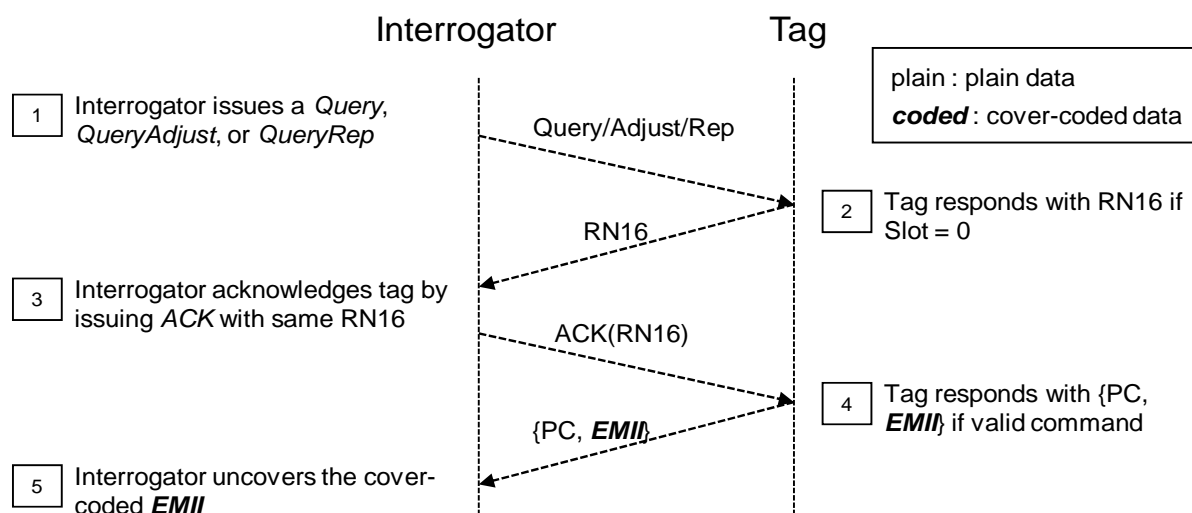 Interrogator
Tag
plain : plain data
coded : cover-coded data
1
Interrogator issues a Query,
QueryAdjust, or QueryRep
Query/Adjust/Rep
2
Tag responds with RN16 if
Slot = 0
RN16
3
Interrogator acknowledges tag by
issuing ACK with same RN16
ACK(RN16)
4
Tag responds with {PC,
EMII} if valid command
{PC, EMII}
5
Interrogator uncovers the cover-
coded EMII